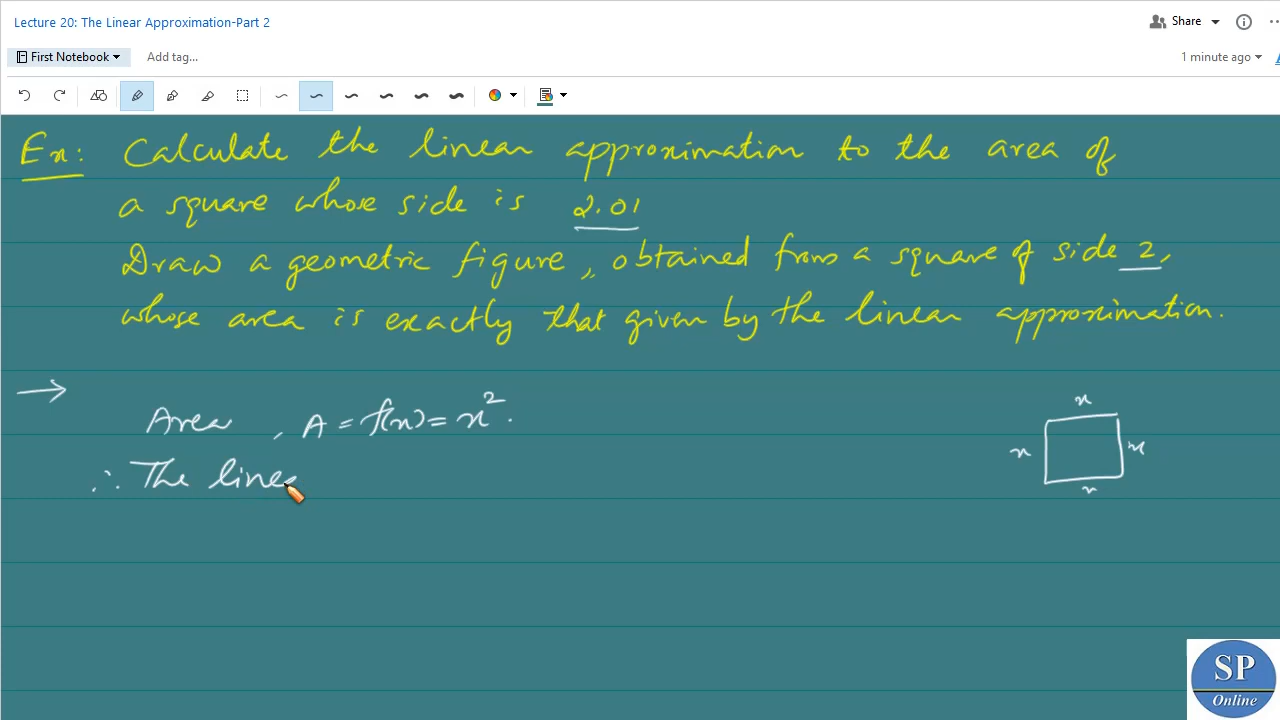 Lecture 20: The Linear Approximation-Part 2
Share
First Notebook
Add tag...
1 minute ago
Ex: Calculate the linear approximation to the area of
a square whose side is 2.01
Draw a geometric figure, obtained from a square of side 2,
whose area is exactly that given by the linear approximation.
→
Area, A = f(x) = x².
∴ The linea
x
x
x
x
SP
Online